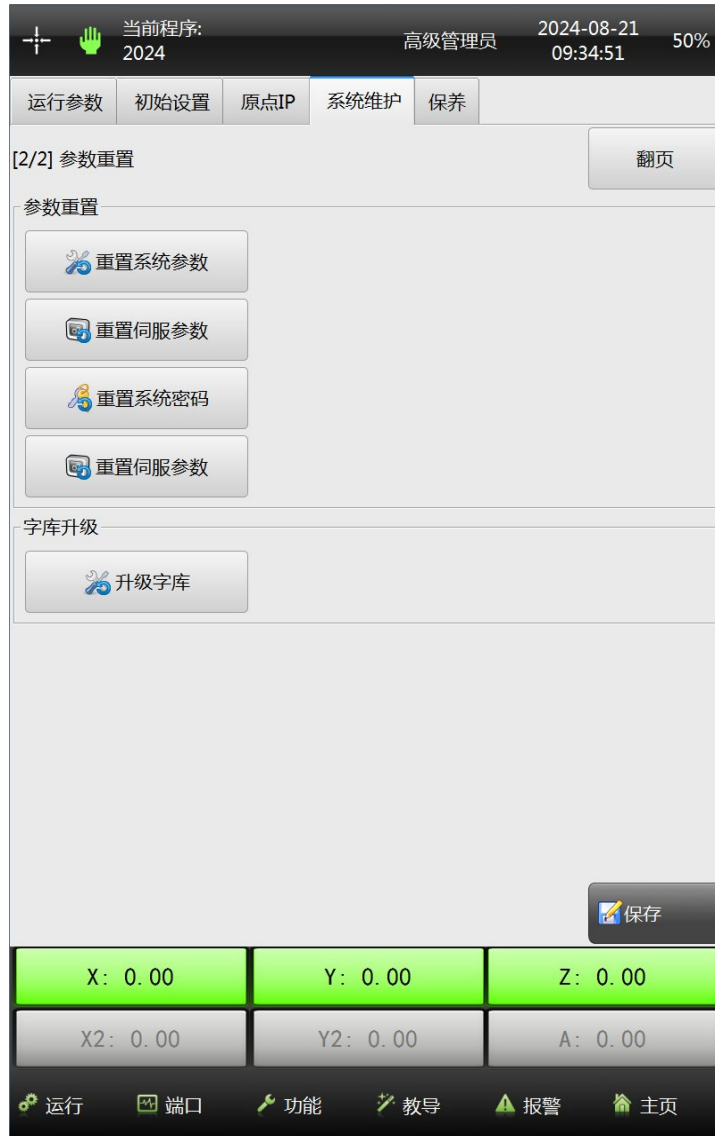 当前程序:
2024
高级管理员
2024-08-21
09:34:51
50%
运行参数 初始设置 原点IP 系统维护 保养
[2/2] 参数重置
翻页
参数重置
重置系统参数
重置伺服参数
重置系统密码
重置伺服参数
字库升级
升级字库
保存
X: 0.00 Y: 0.00 Z: 0.00
X2: 0.00 Y2: 0.00 A: 0.00
运行 端口 功能 教导 报警 主页